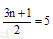 3n+1/2 = 5